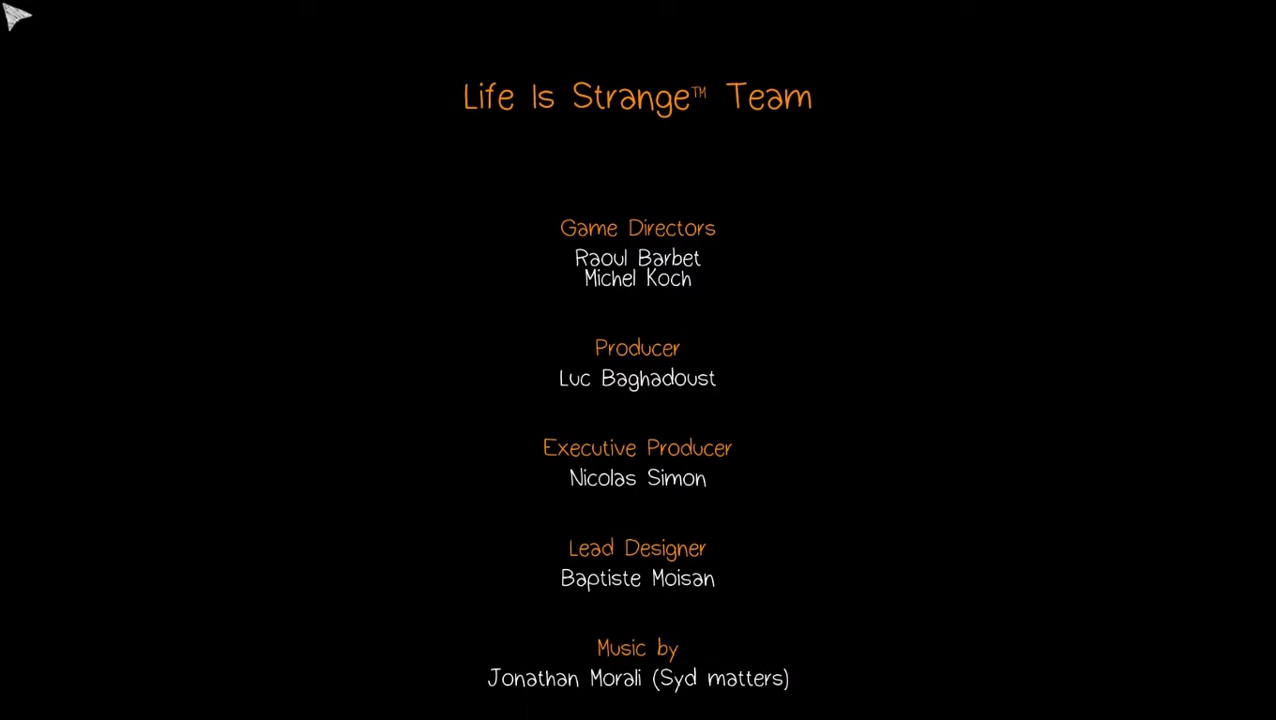 Life Is Strange™ Team
Game Directors
Raoul Barbet
Michel Koch
Producer
Luc Baghadoust
Executive Producer
Nicolas Simon
Lead Designer
Baptiste Moisan
Music by
Jonathan Morali (Syd matters)